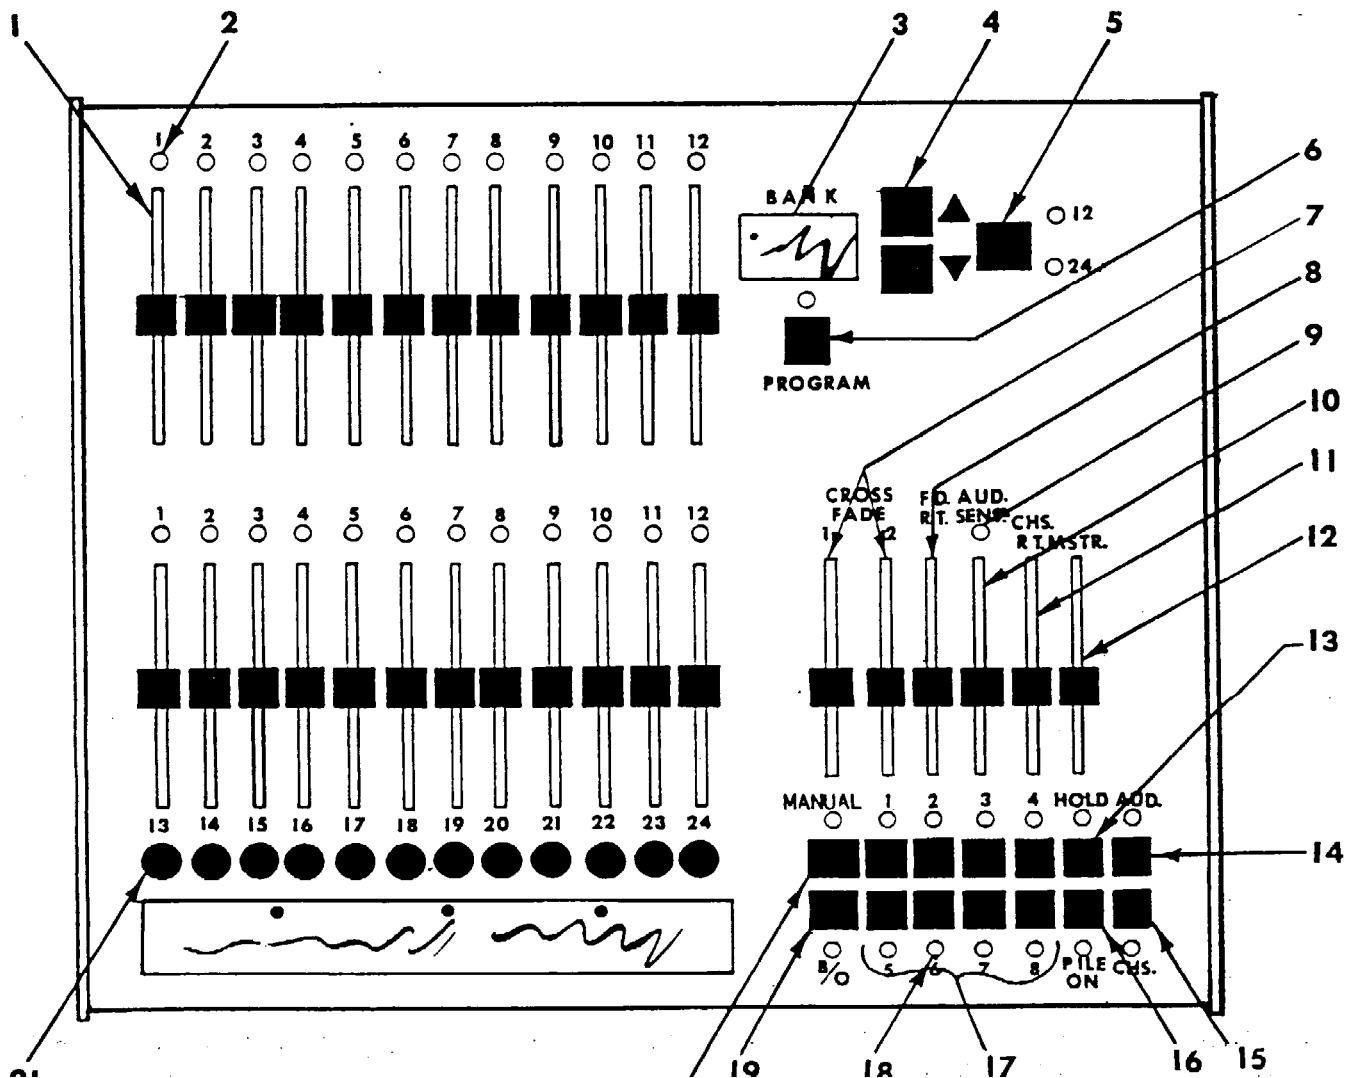 1 2 3 4 5
1 2 3 4 5 6 7 8 9 10 11 12
6
BANK
12
7
24
8
PROGRAM
9
10
CROSS FADE
F.D. AUD.
R.T. SENS.
CHS.
R.T. MSTR.
11
1 2
12
1 2 3 4 5 6 7 8 9 10 11 12
13
MANUAL 1 2 3 4 HOLD AUD.
13 14 15 16 17 18 19 20 21 22 23 24
14
B/O 5 6 7 8 PILE ON CHS.
21 19 18 17 16 15